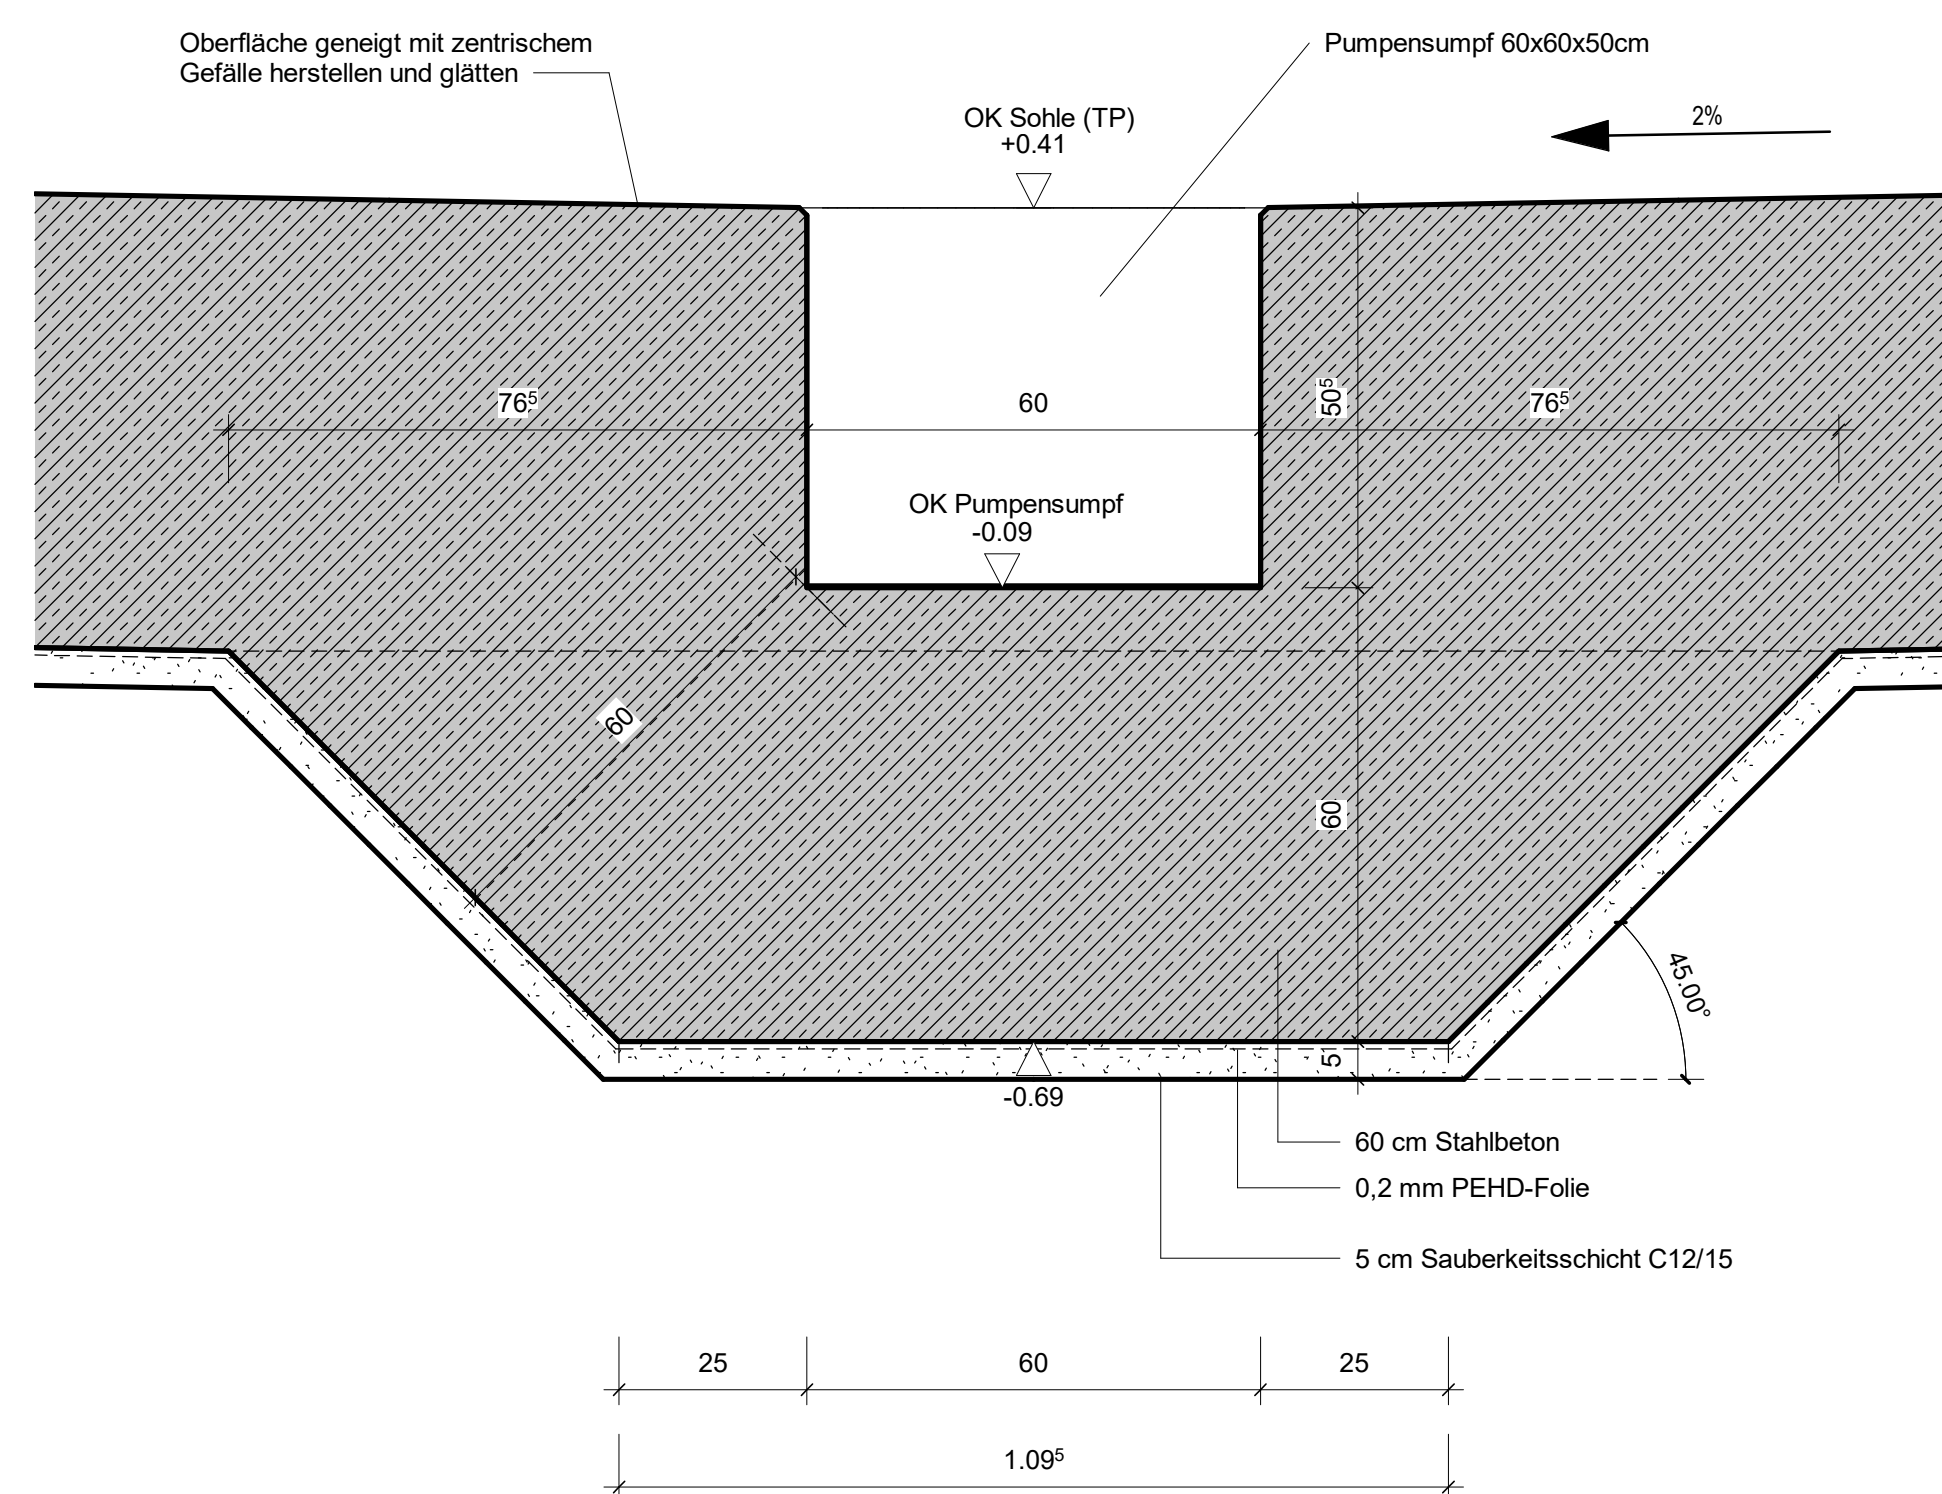 Oberfläche geneigt mit zentrischem
Gefälle herstellen und glätten
Pumpensumpf 60x60x50cm
OK Sohle (TP)
+0.41
2%
76⁵
60
50⁵
76⁵
OK Pumpensumpf
-0.09
60
60
45.00°
5
-0.69
60 cm Stahlbeton
0,2 mm PEHD-Folie
5 cm Sauberkeitsschicht C12/15
25
60
25
1.09⁵